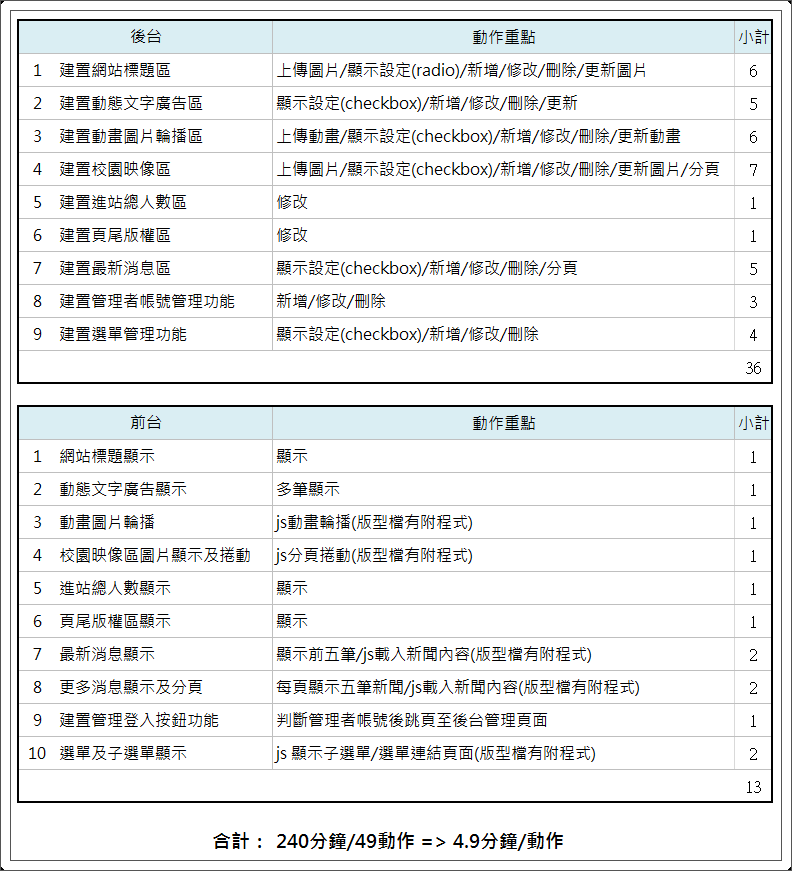 後台 動作重點 小計
1 建置網站標題區 上傳圖片/顯示設定(radio)/新增/修改/刪除/更新圖片 6
2 建置動態文字廣告區 顯示設定(checkbox)/新增/修改/刪除/更新 5
3 建置動畫圖片輪播區 上傳動畫/顯示設定(checkbox)/新增/修改/刪除/更新動畫 6
4 建置校園映像區 上傳圖片/顯示設定(checkbox)/新增/修改/刪除/更新圖片/分頁 7
5 建置進站總人數區 修改 1
6 建置頁尾版權區 修改 1
7 建置最新消息區 顯示設定(checkbox)/新增/修改/刪除/分頁 5
8 建置管理者帳號管理功能 新增/修改/刪除 3
9 建置選單管理功能 顯示設定(checkbox)/新增/修改/刪除 4
36
前台 動作重點 小計
1 網站標題顯示 顯示 1
2 動態文字廣告顯示 多筆顯示 1
3 動畫圖片輪播 js動畫輪播(版型檔有附程式) 1
4 校園映像區圖片顯示及捲動 js分頁捲動(版型檔有附程式) 1
5 進站總人數顯示 顯示 1
6 頁尾版權區顯示 顯示 1
7 最新消息顯示 顯示前五筆/js載入新聞內容(版型檔有附程式) 2
8 更多消息顯示及分頁 每頁顯示五筆新聞/js載入新聞內容(版型檔有附程式) 2
9 建置管理登入按鈕功能 判斷管理者帳號後跳頁至後台管理頁面 1
10 選單及子選單顯示 js 顯示子選單/選單連結頁面(版型檔有附程式) 2
13
合計： 240分鐘/49動作 => 4.9分鐘/動作